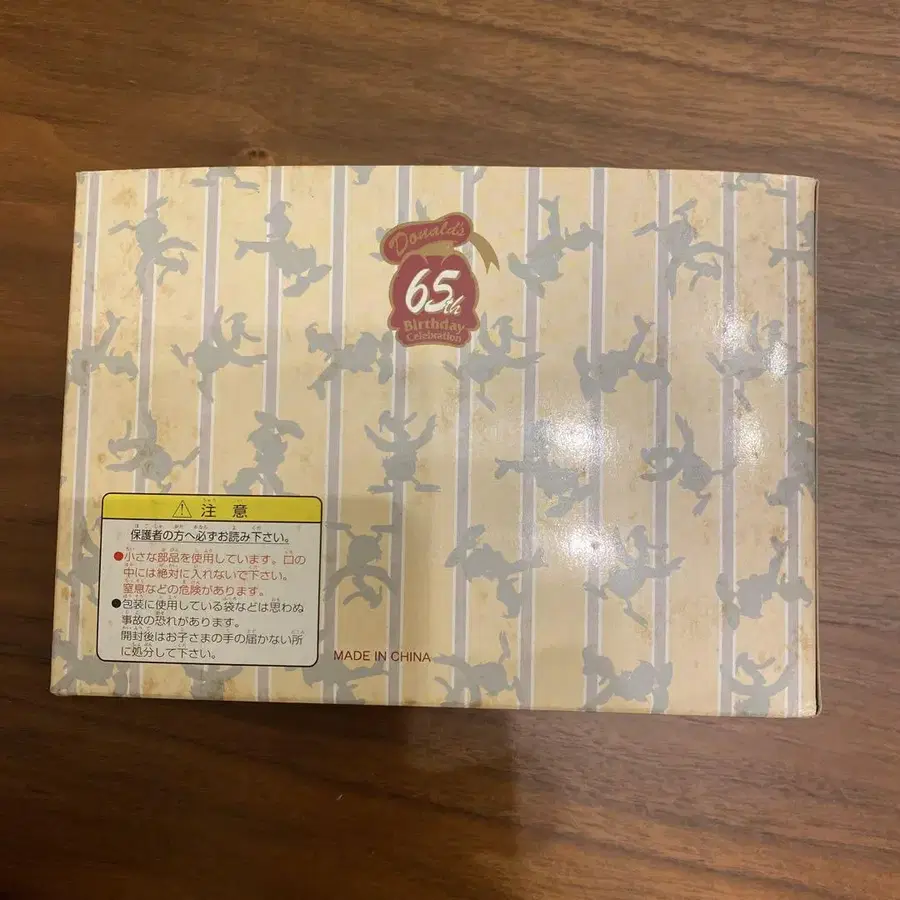 Donald's
65th
Birthday
Celebration
注意
保護者の方へ必ずお読み下さい。
●小さな部品を使用しています。口の
中には絶対に入れないで下さい。
窒息などの危険があります。
●包装に使用している袋などは思わぬ
事故の恐れがあります。
開封後はお子さまの手の届かない所
に処分して下さい。
MADE IN CHINA